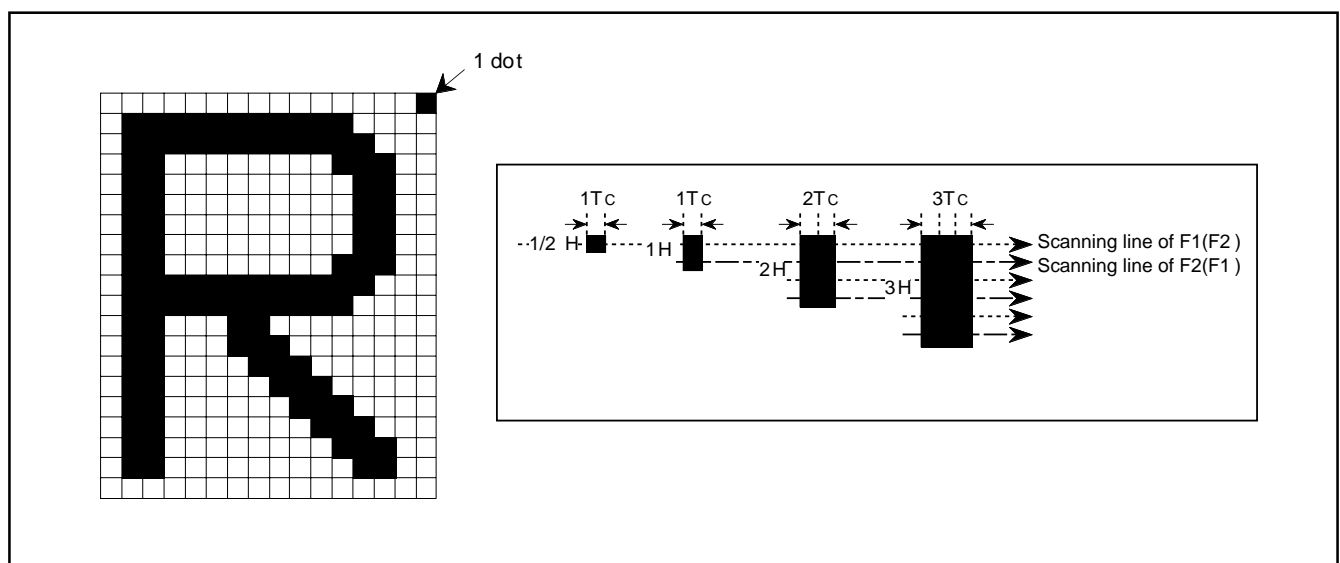 1 dot
1TC 1TC 2TC 3TC
1/2 H 1H 2H 3H
Scanning line of F1(F2 )
Scanning line of F2(F1 )